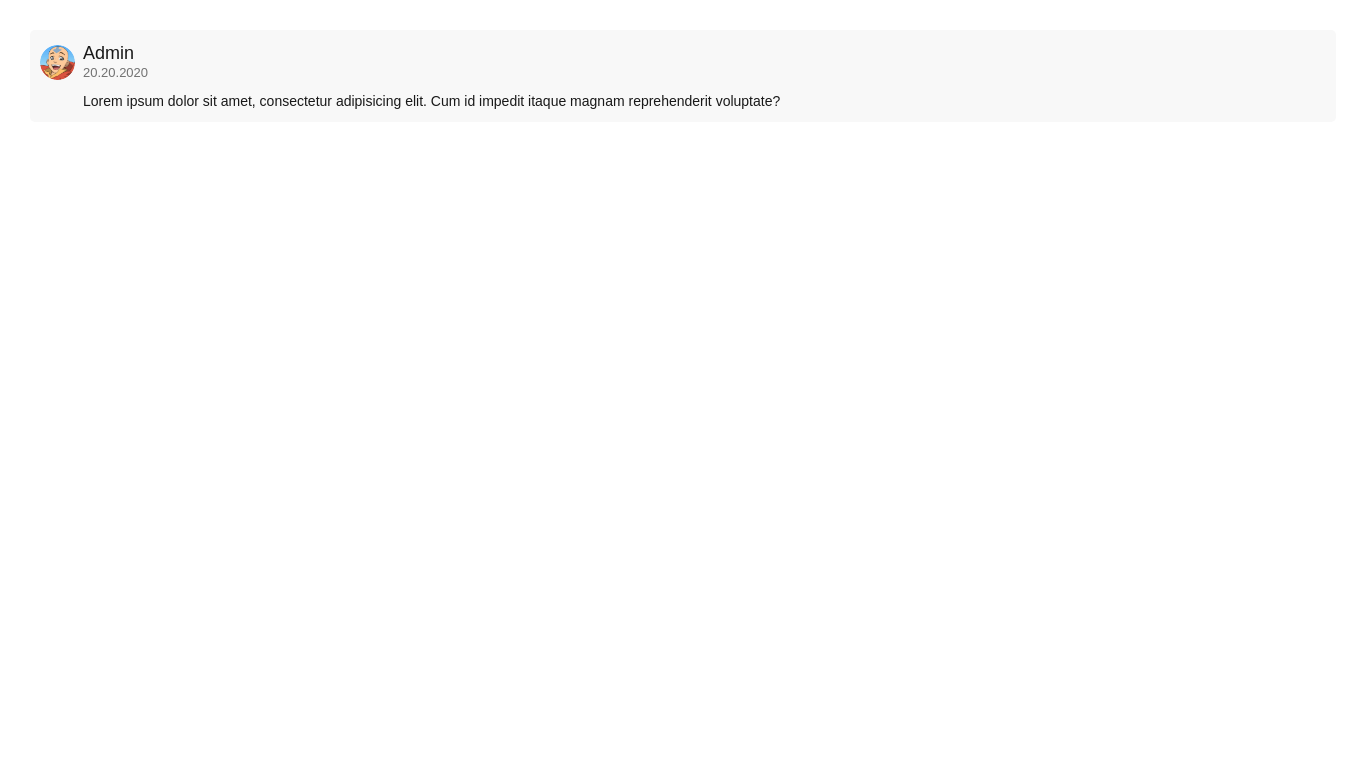 Admin
20.20.2020
Lorem ipsum dolor sit amet, consectetur adipisicing elit. Cum id impedit itaque magnam reprehenderit voluptate?